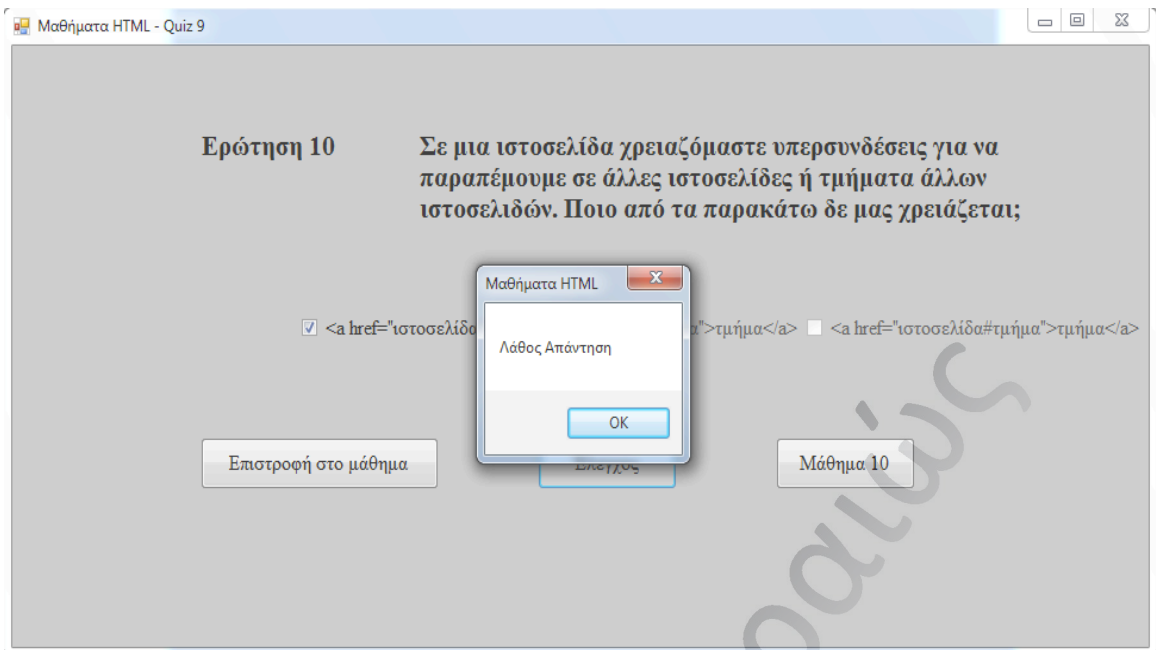 Μαθήματα HTML - Quiz 9
Ερώτηση 10
Σε μια ιστοσελίδα χρειαζόμαστε υπερσυνδέσεις για να
παραπέμουμε σε άλλες ιστοσελίδες ή τμήματα άλλων
ιστοσελιδών. Ποιο από τα παρακάτω δε μας χρειάζεται;
Μαθήματα HTML
Λάθος Απάντηση
OK
<a href="ιστοσελίδα
">τμήμα</a>
<a href="ιστοσελίδα#τμήμα">τμήμα</a>
Επιστροφή στο μάθημα
Έλεγχος
Μάθημα 10